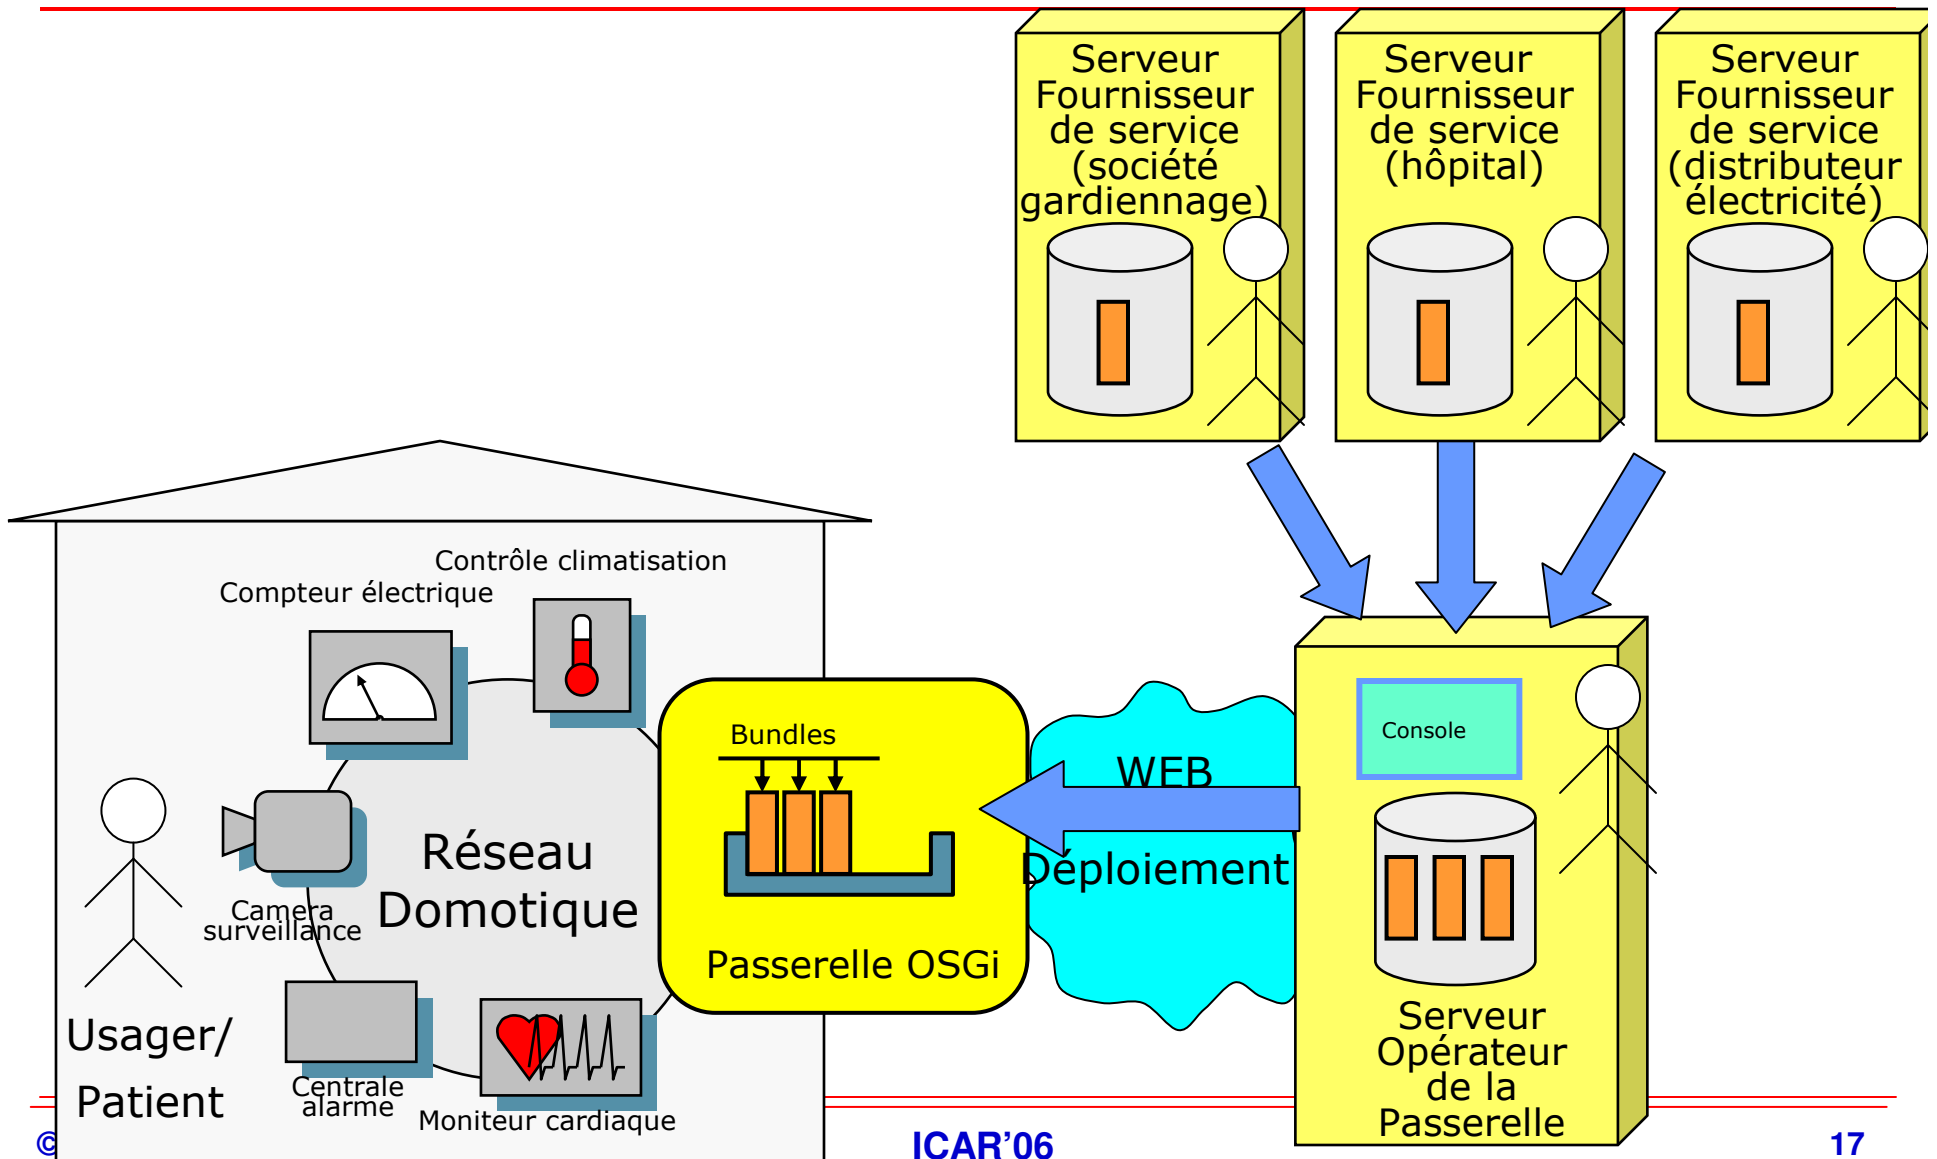 Serveur
Fournisseur
de service
(société
gardiennage)
Serveur
Fournisseur
de service
(hôpital)
Serveur
Fournisseur
de service
(distributeur
électricité)
Contrôle climatisation
Compteur électrique
Bundles
Console
WEB
Réseau
Domotique
Déploiement
Camera
surveillance
Passerelle OSGi
Usager/
Patient
Centrale
alarme
Moniteur cardiaque
Serveur
Opérateur
de la
Passerelle
©
ICAR’06
17